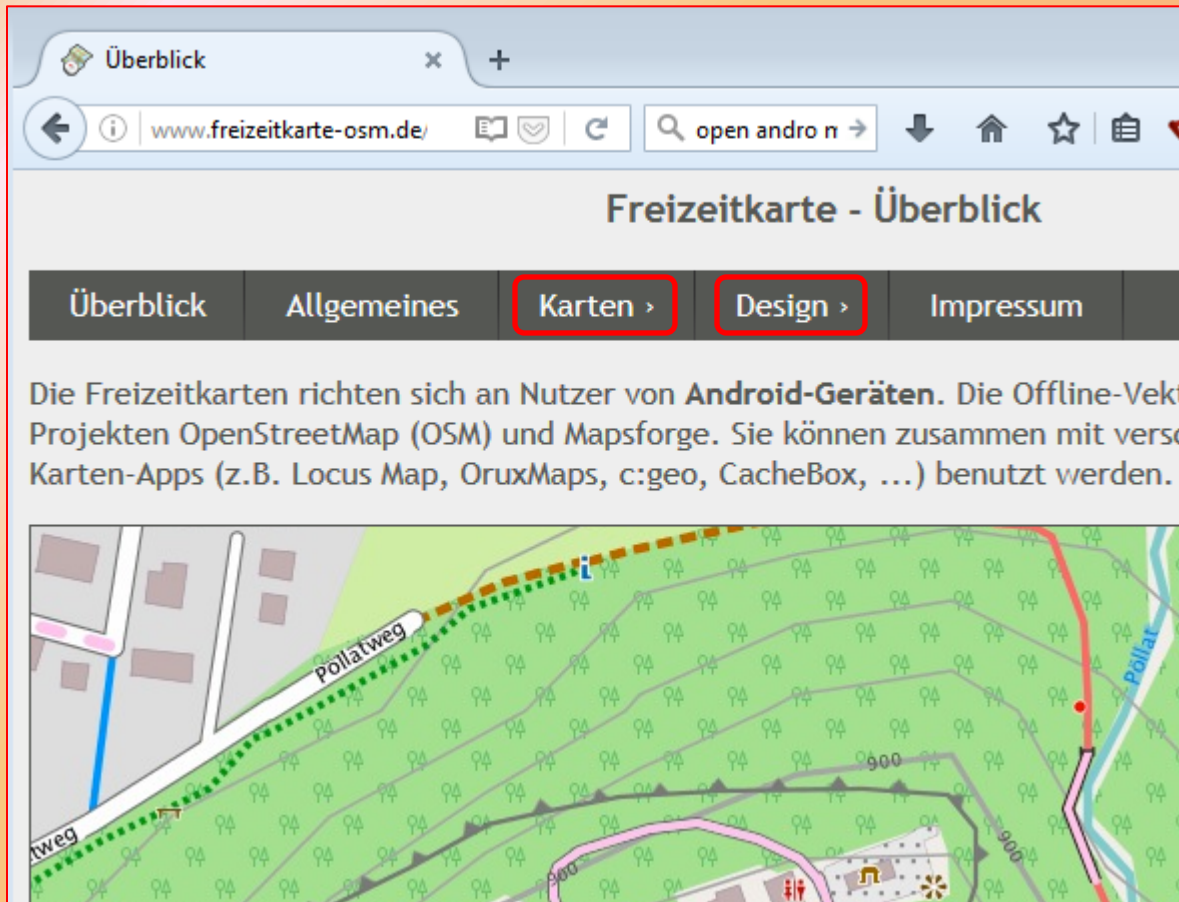 Überblick
www.freizeitkarte-osm.de/
open andro m
Freizeitkarte - Überblick
Überblick Allgemeines Karten › Design › Impressum
Die Freizeitkarten richten sich an Nutzer von Android-Geräten. Die Offline-Vekt
Projekten OpenStreetMap (OSM) und Mapsforge. Sie können zusammen mit versc
Karten-Apps (z.B. Locus Map, OruxMaps, c:geo, CacheBox, ...) benutzt werden.
i
Pöllatweg
Pöllat
900
900
tweg
900